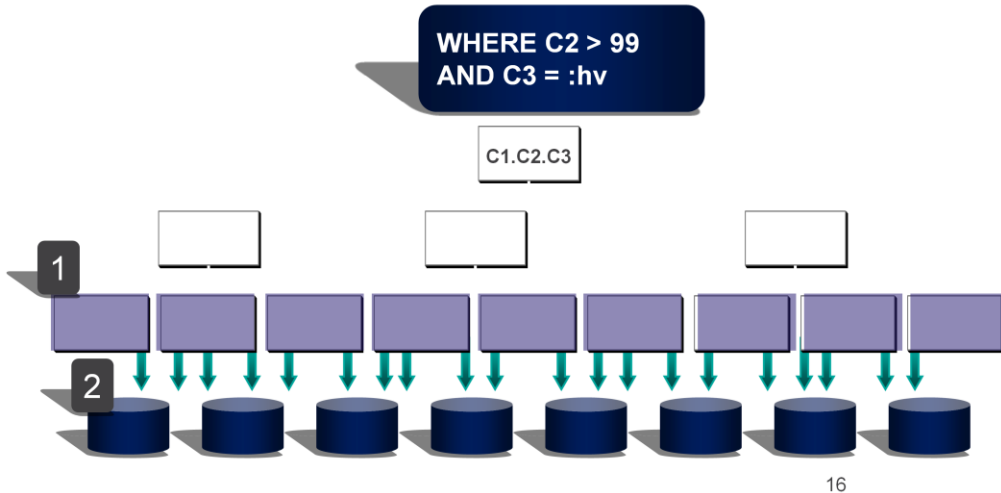 WHERE C2 > 99
AND C3 = :hv
C1.C2.C3
1
2
16